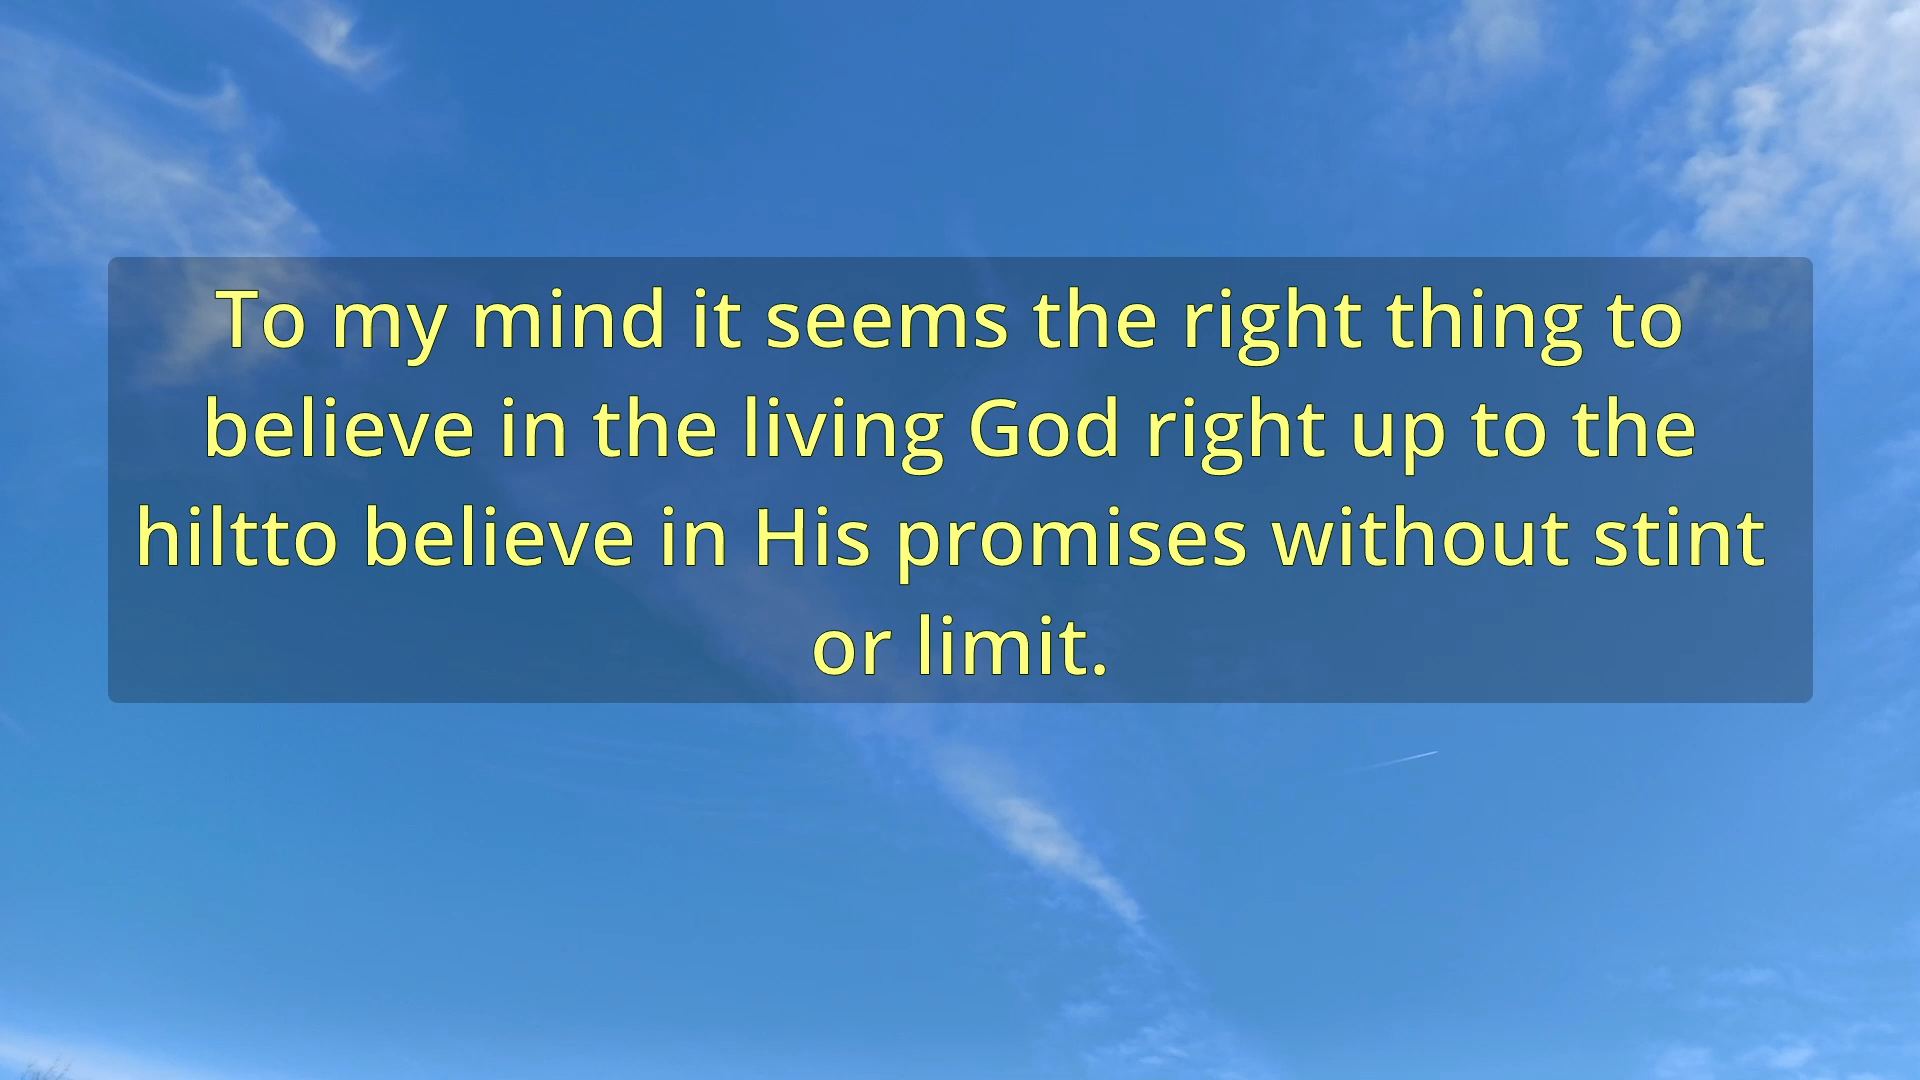 To my mind it seems the right thing to
believe in the living God right up to the
hiltto believe in His promises without stint
or limit.